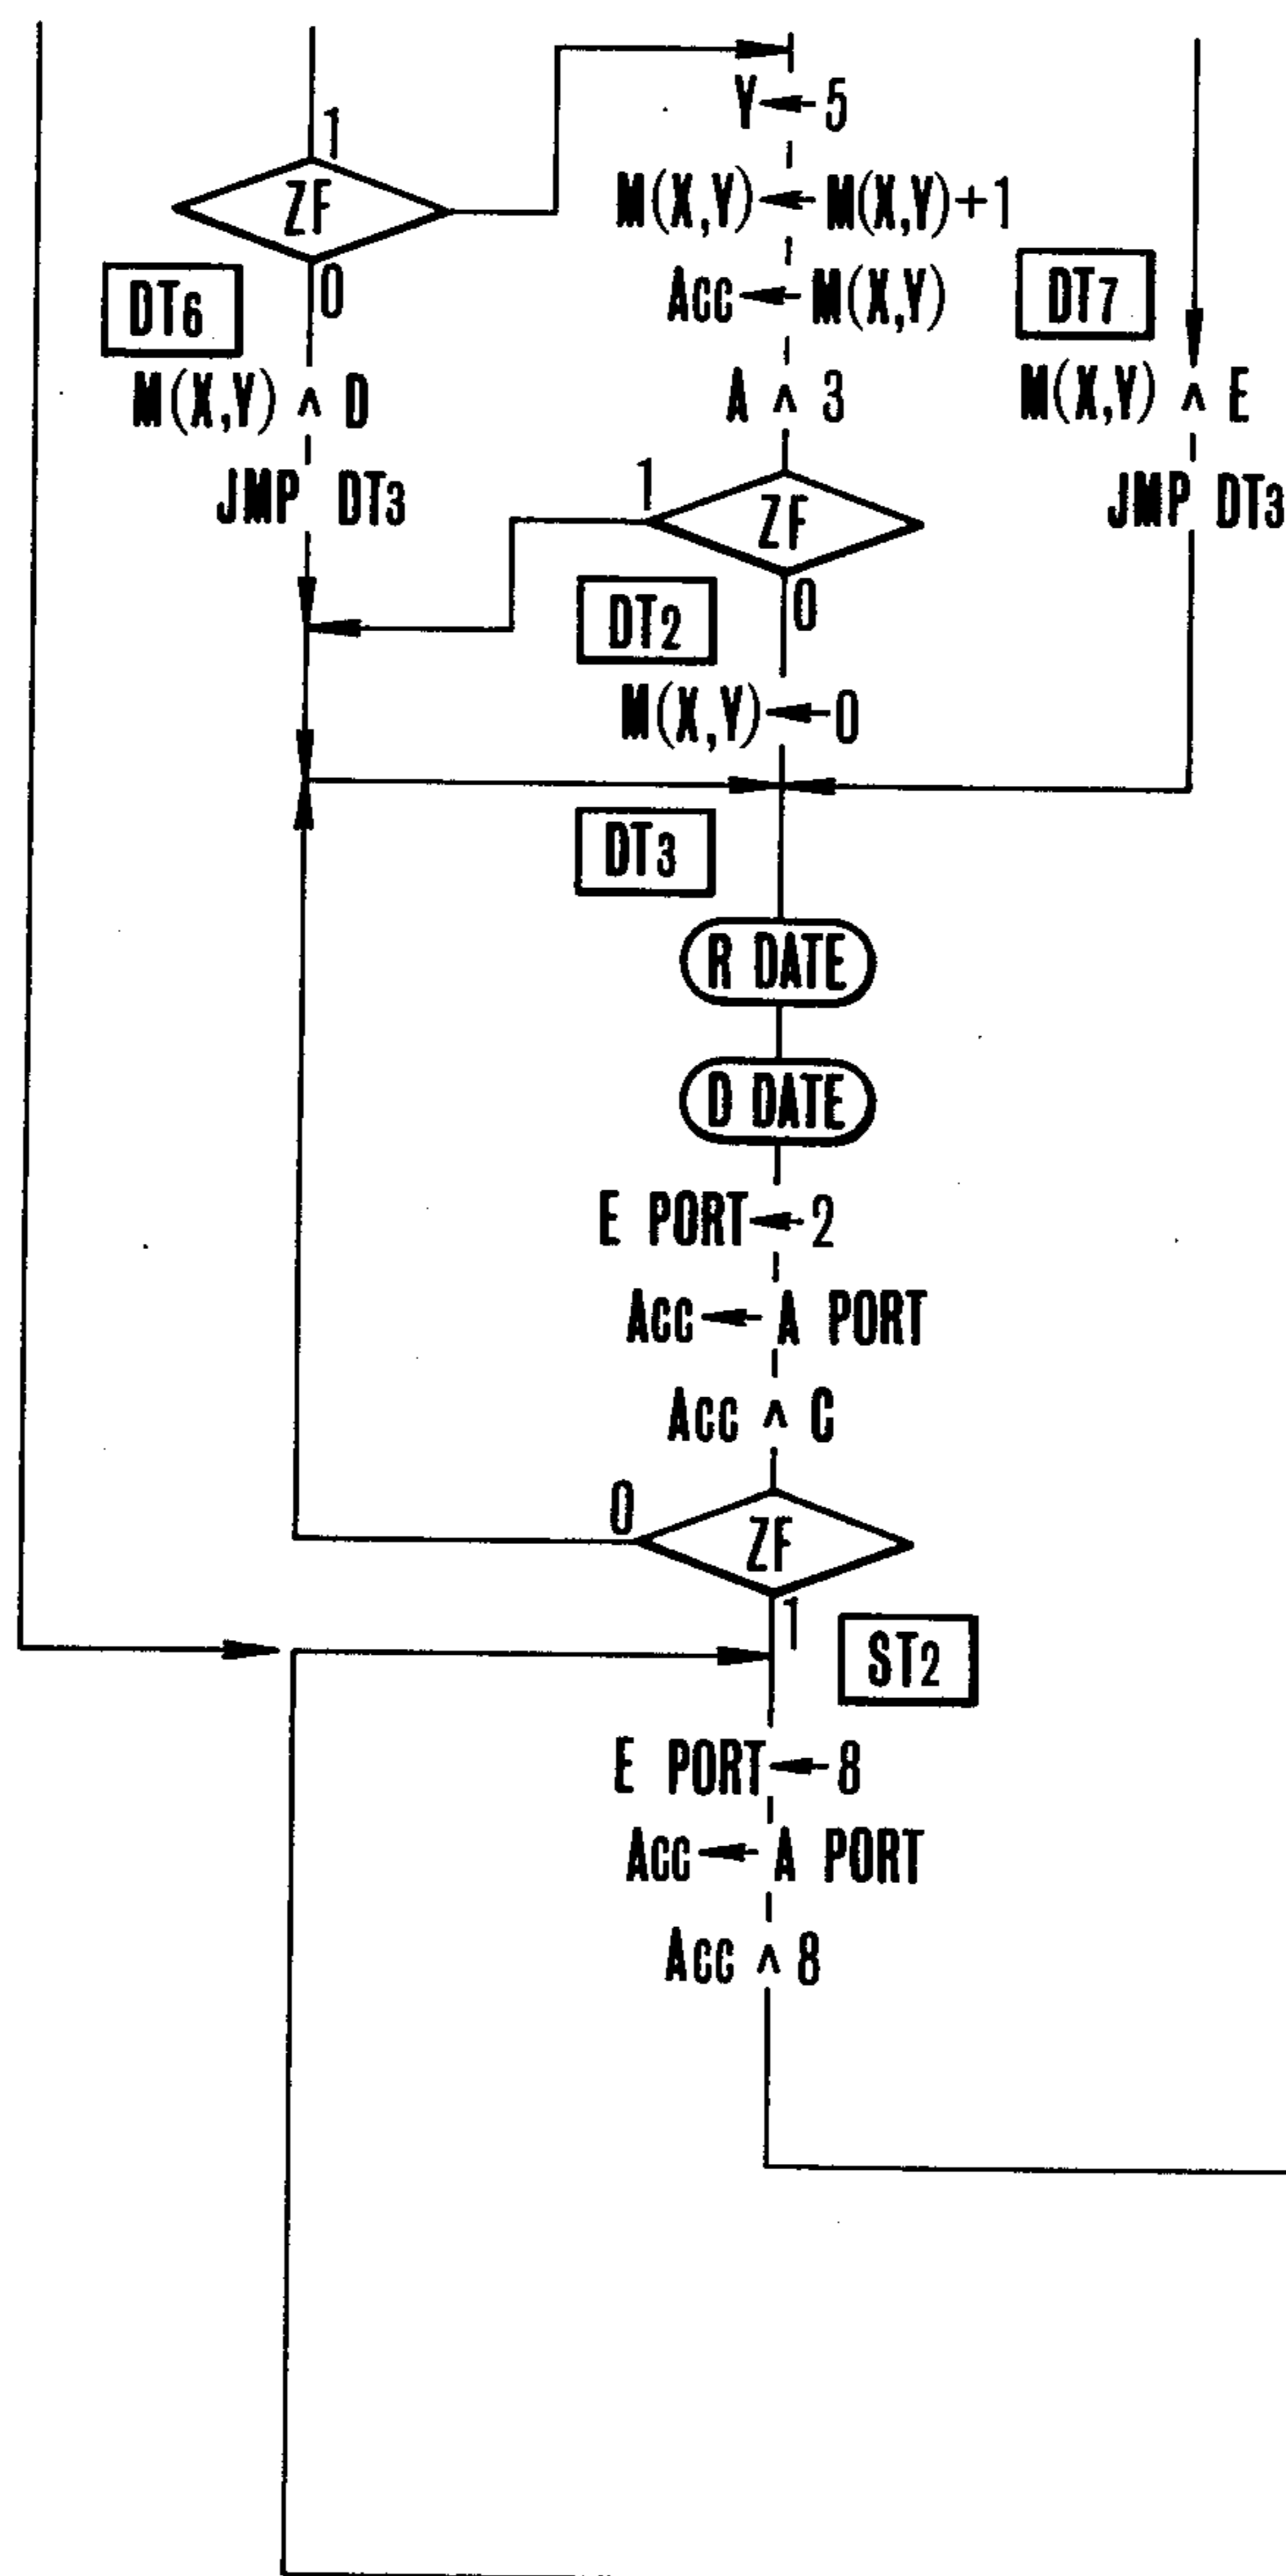 1
ZF
0
DT6
M(X,Y) ∧ D
JMP DT3
Y←5
M(X,Y)←M(X,Y)+1
Acc←M(X,Y)
A ∧ 3
1
ZF
0
DT7
M(X,Y) ∧ E
JMP DT3
DT2
M(X,Y)←0
DT3
R DATE
D DATE
E PORT←2
Acc←A PORT
Acc ∧ C
0
ZF
1
ST2
E PORT←8
Acc←A PORT
Acc ∧ 8